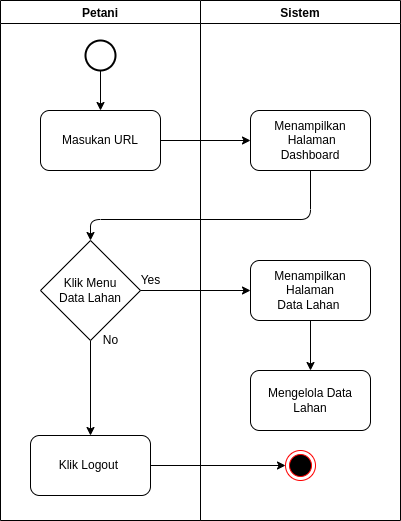 Petani
Sistem
Masukan URL
Menampilkan
Halaman
Dashboard
Klik Menu
Data Lahan
Yes
Menampilkan
Halaman
Data Lahan
No
Mengelola Data
Lahan
Klik Logout